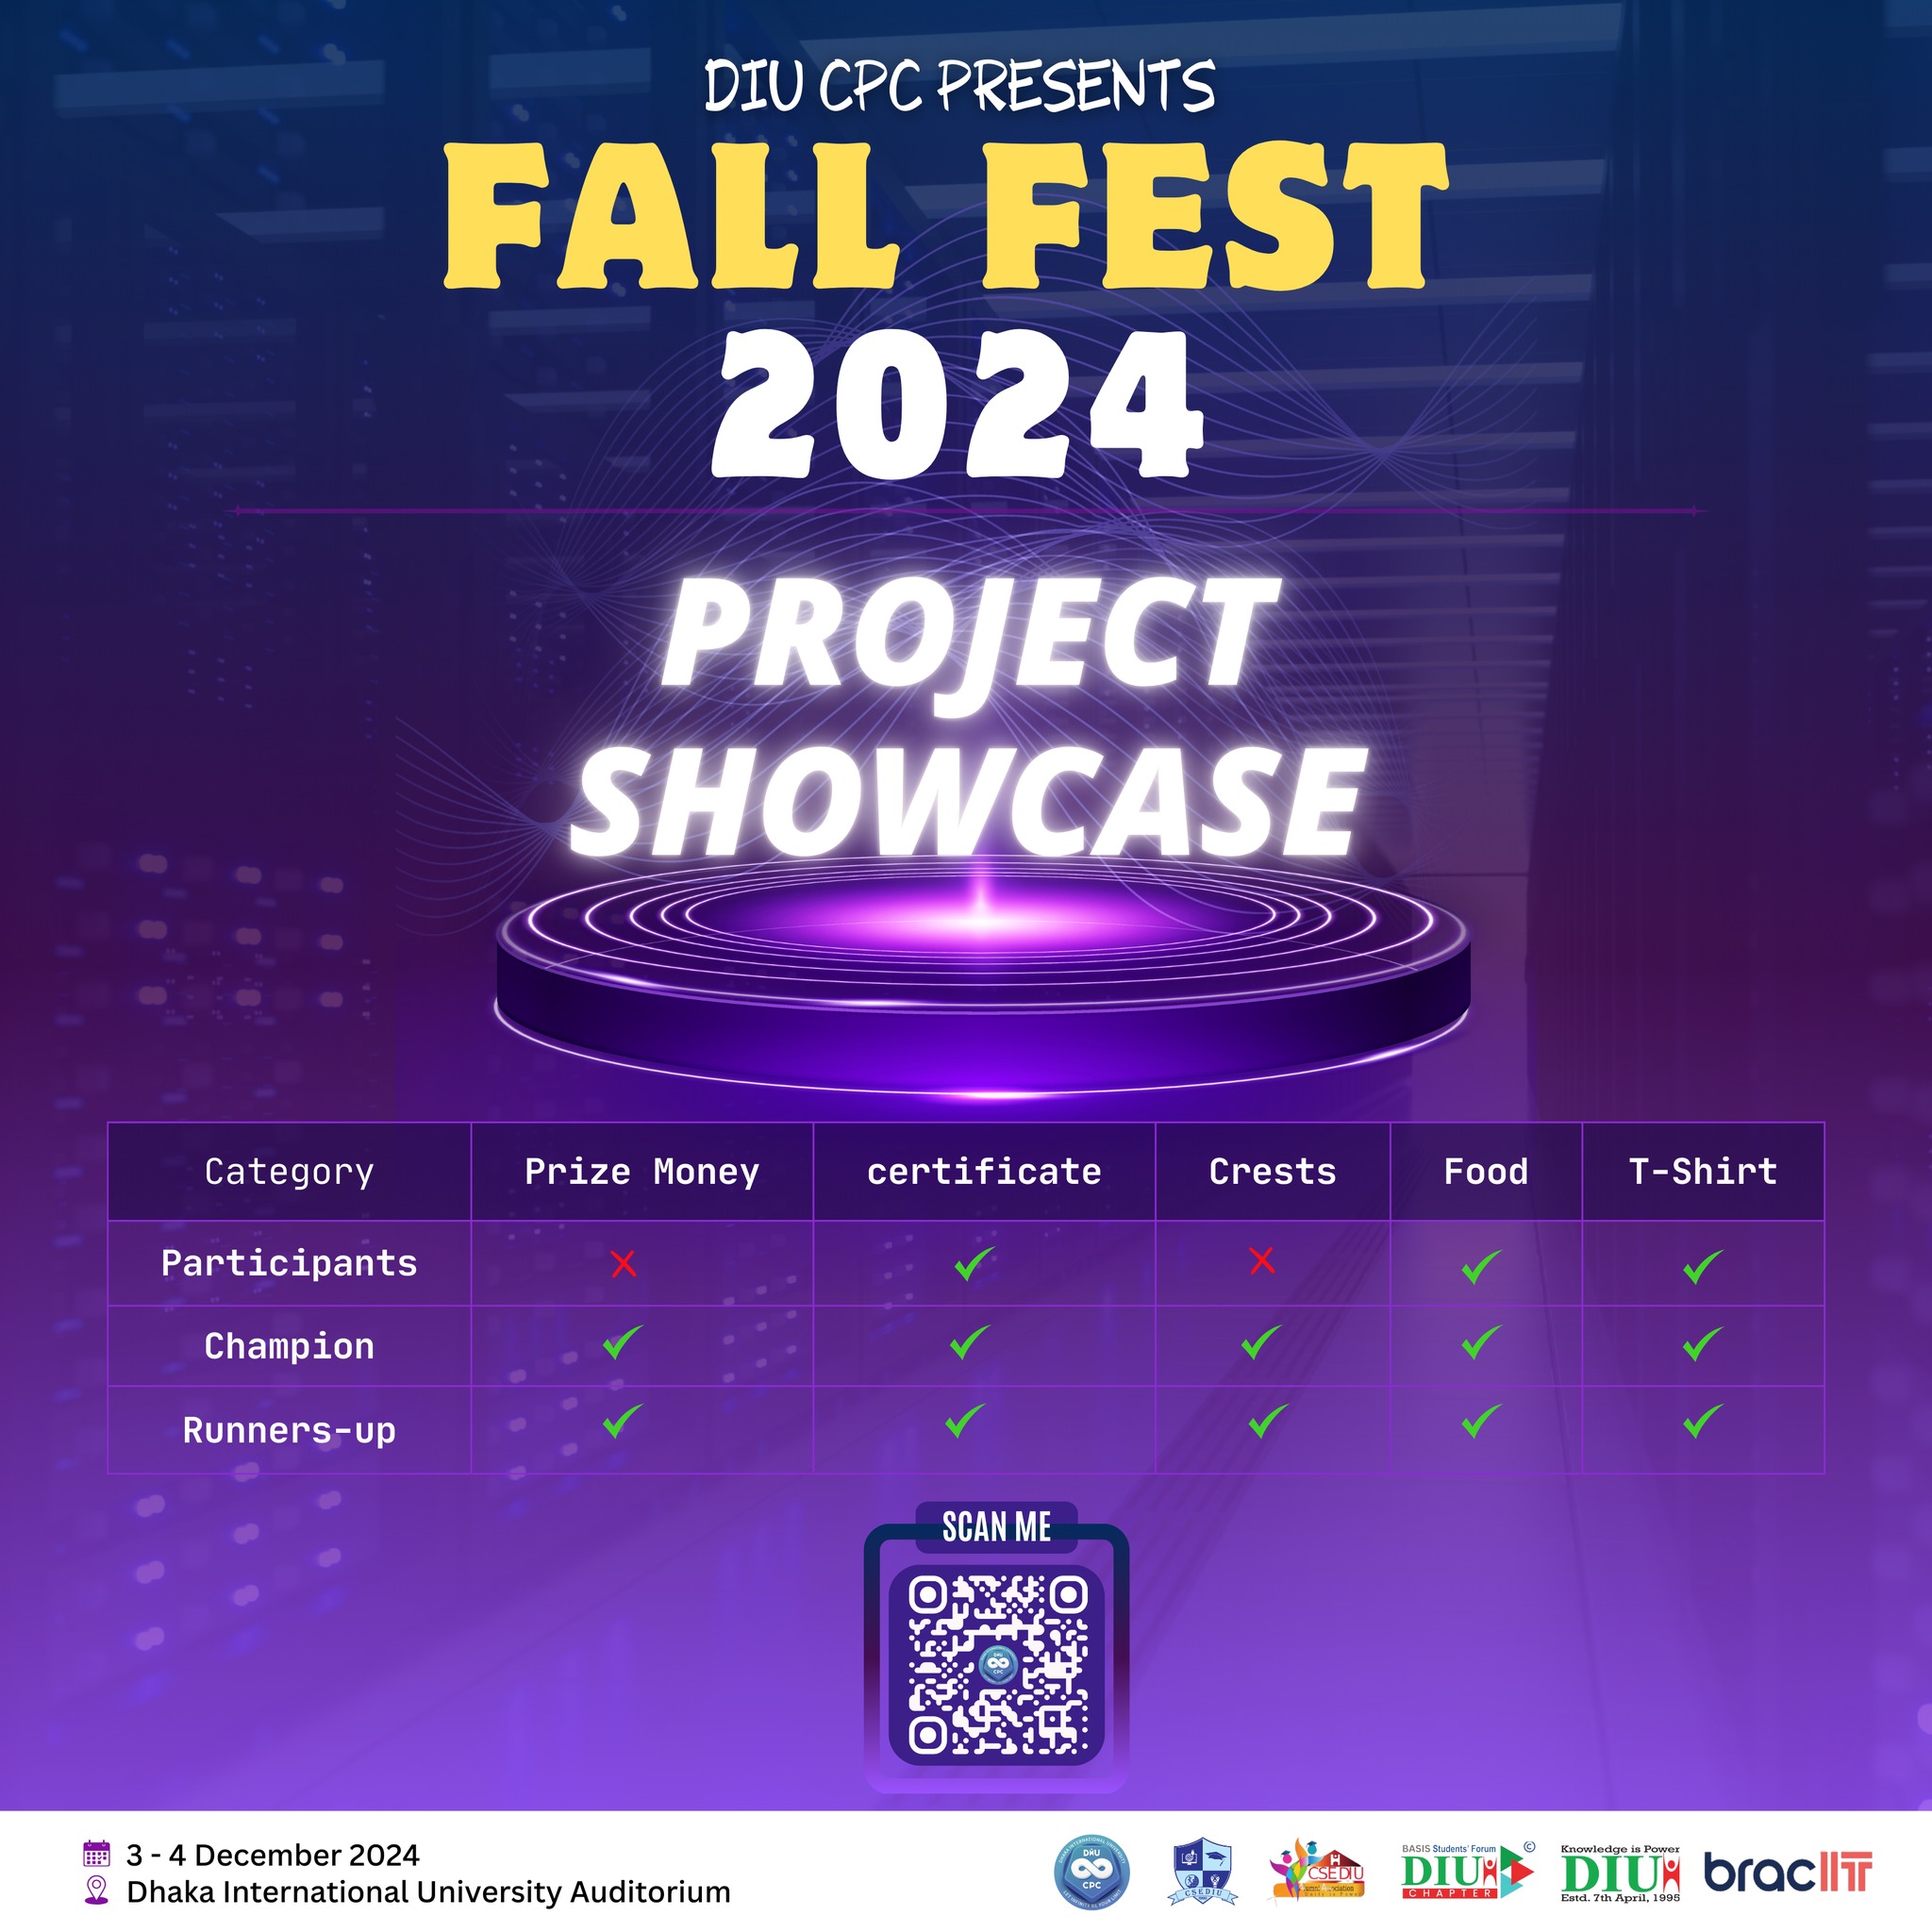 DIU CPC PRESENTS
FALL FEST
2024
PROJECT
SHOWCASE
Category Prize Money certificate Crests Food T-Shirt
Participants
Champion
Runners-up
SCAN ME
3 - 4 December 2024
Dhaka International University Auditorium
DIU
CPC
CSEDIU
CSE DIU
BASIS Students' Forum
DIU
CHAPTER
Knowledge is Power
DIU
Estd. 7th April, 1995
bracIIT